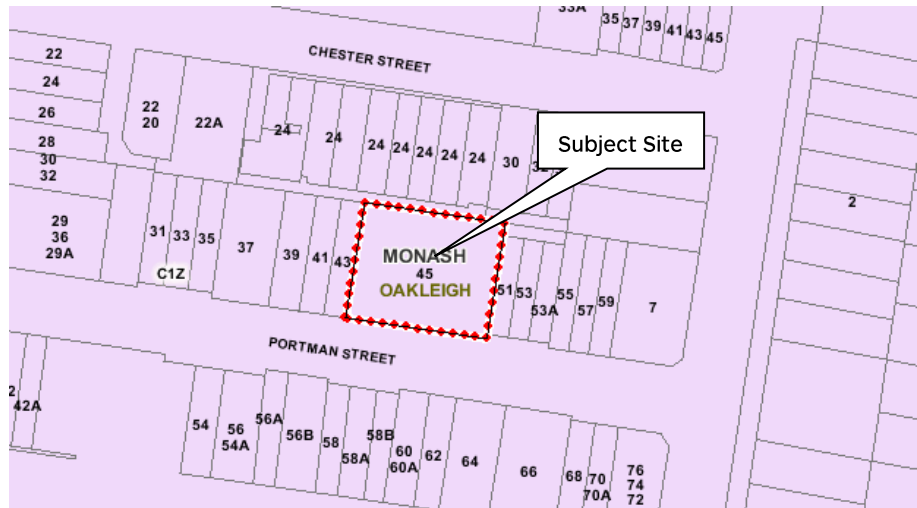 33A
35 37 39 41 43 45
CHESTER STREET
22
24
26
28
30
32
22
20
22A
24
24
24 24 24 24 24
30
Subject Site
2
29
36
29A
31 33 35
37
39
41
43
C1Z
MONASH
45
OAKLEIGH
51 53
53A
55
57
59
7
PORTMAN STREET
42A
54
56
54A
56A
56B
58
58A
58B
60
60A
62
64
66
68
70
70A
76
74
72